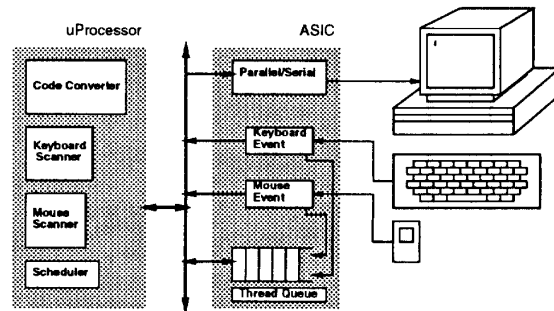 uProcessor
ASIC
Code Converter
Keyboard
Scanner
Mouse
Scanner
Scheduler
Parallel/Serial
Keyboard
Event
Mouse
Event
Thread Queue